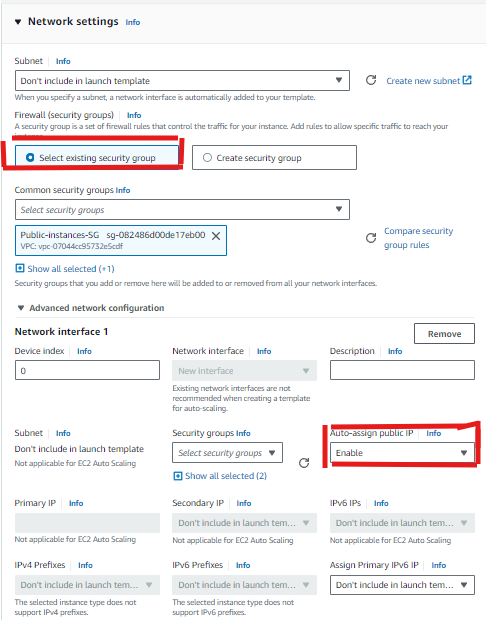 Network settings Info
Subnet Info
Don't include in launch template
Create new subnet
When you specify a subnet, a network interface is automatically added to your template.
Firewall (security groups) Info
A security group is a set of firewall rules that control the traffic for your instance. Add rules to allow specific traffic to reach your
Select existing security group
Create security group
Common security groups Info
Select security groups
Public-instances-SG sg-082486d00de17eb00
VPC: vpc-07044cc95732e5cdf
Compare security
group rules
Show all selected (+1)
Security groups that you add or remove here will be added to or removed from all your network interfaces.
Advanced network configuration
Network interface 1
Remove
Device index Info
Network interface Info
Description Info
0
New interface
Existing network interfaces are
not recommended when creating a template
for auto-scaling.
Subnet Info
Security groups Info
Auto-assign public IP Info
Don't include in launch template
Not applicable for EC2 Auto Scaling
Select security groups
Enable
Show all selected (2)
Primary IP Info
Secondary IP Info
IPv6 IPs Info
Don't include in launch tem...
Don't include in launch tem...
Not applicable for EC2 Auto Scaling
Not applicable for EC2 Auto Scaling
Not applicable for EC2 Auto Scaling
IPv4 Prefixes Info
IPv6 Prefixes Info
Assign Primary IPv6 IP Info
Don't include in launch tem...
Don't include in launch tem...
Don't include in launch tem...
The selected instance type does not
support IPv4 prefixes.
The selected instance type does not
support IPv6 prefixes.